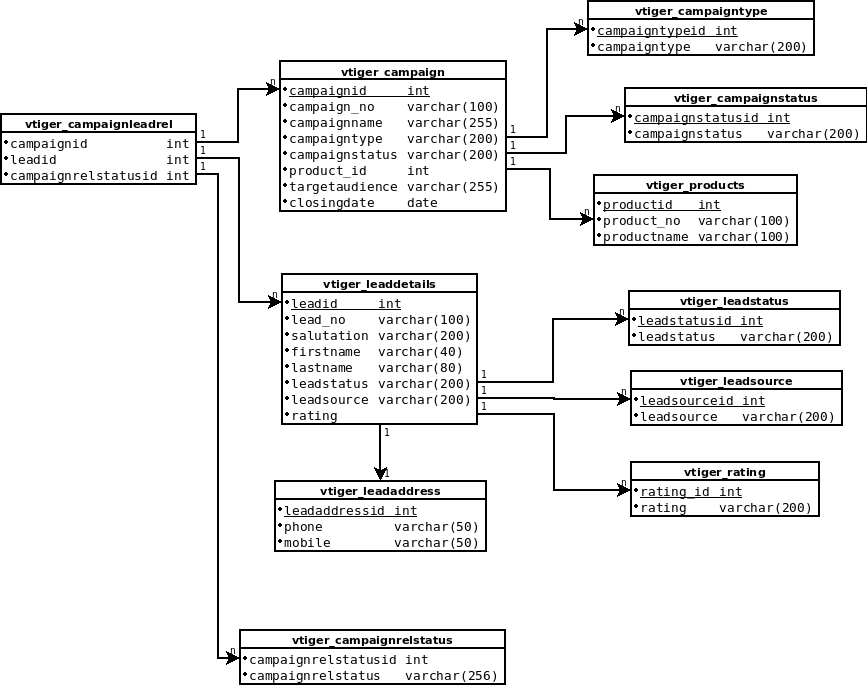 vtiger_campaigntype
campaigntypeid int
campaigntype varchar(200)
vtiger_campaign
campaignid int
campaign_no varchar(100)
campaignname varchar(255)
campaigntype varchar(200)
campaignstatus varchar(200)
product_id int
targetaudience varchar(255)
closingdate date
vtiger_campaignstatus
campaignstatusid int
campaignstatus varchar(200)
vtiger_campaignleadrel
campaignid int
leadid int
campaignrelstatusid int
vtiger_products
productid int
product_no varchar(100)
productname varchar(100)
vtiger_leaddetails
leadid int
lead_no varchar(100)
salutation varchar(200)
firstname varchar(40)
lastname varchar(80)
leadstatus varchar(200)
leadsource varchar(200)
rating
vtiger_leadstatus
leadstatusid int
leadstatus varchar(200)
vtiger_leadsource
leadsourceid int
leadsource varchar(200)
vtiger_rating
rating_id int
rating varchar(200)
vtiger_leadaddress
leadaddressid int
phone varchar(50)
mobile varchar(50)
vtiger_campaignrelstatus
campaignrelstatusid int
campaignrelstatus varchar(256)
1
1
1
n
n
n
1
1
1
n
n
n
1
1
1
n
n
n
1
1